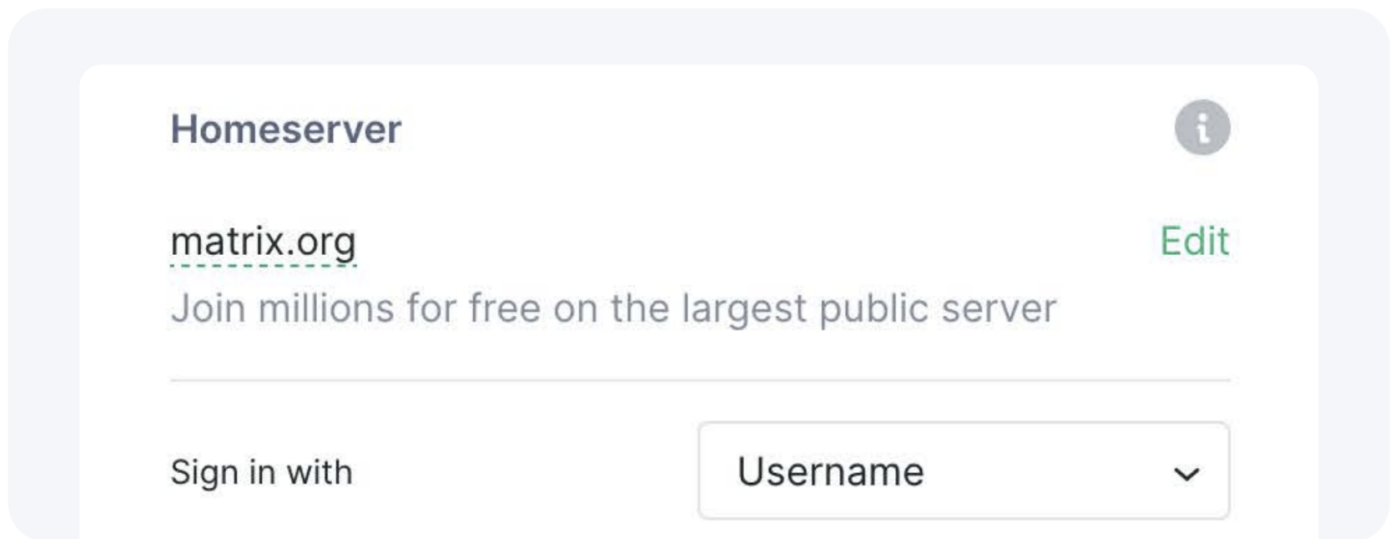 Homeserver
matrix.org
Edit
Join millions for free on the largest public server
Sign in with
Username